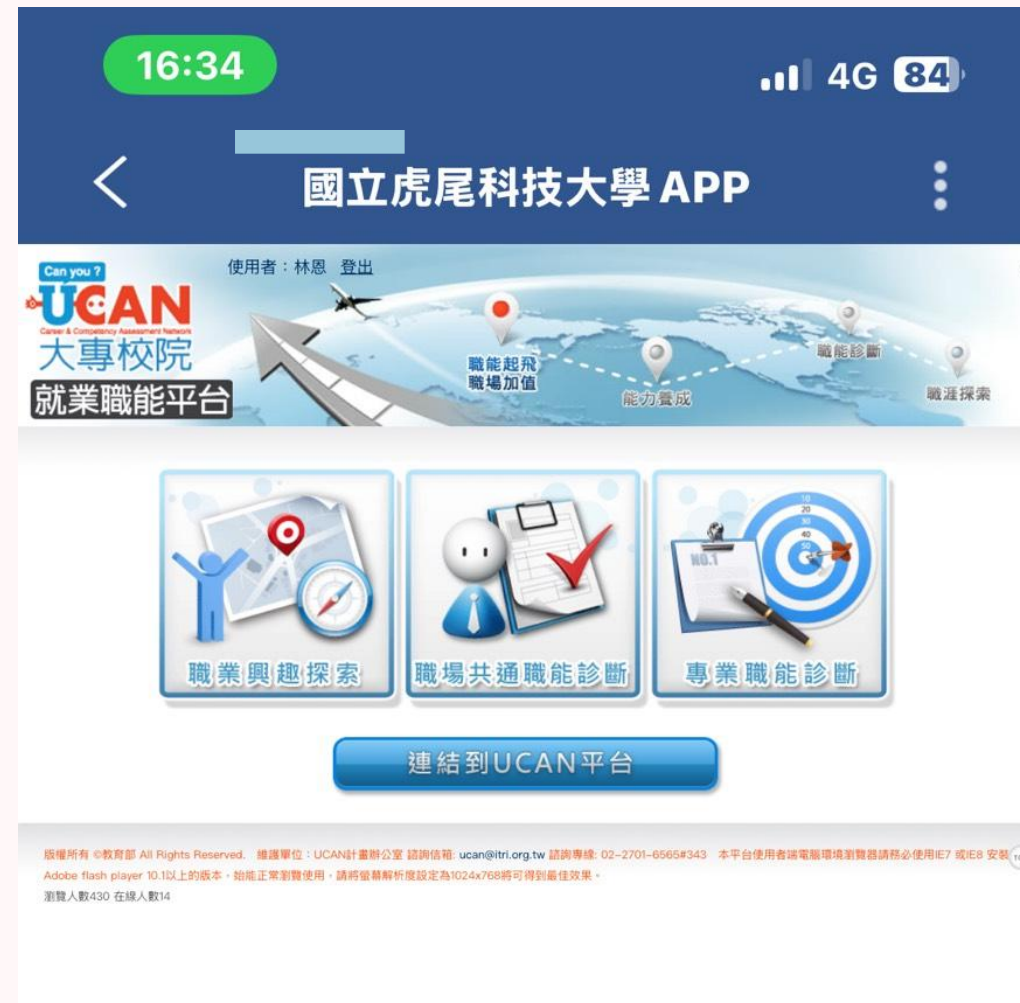 16:34
4G 84
國立虎尾科技大學 APP
Can you ?
UCAN
Career & Competency Assessment Network
大專校院
就業職能平台
使用者：林恩 登出
職能起飛
職場加值
能力養成
職能診斷
職涯探索
10
20
30
40
50
NO.1
職業興趣探索
職場共通職能診斷
專業職能診斷
連結到UCAN平台
版權所有 ©教育部 All Rights Reserved. 維護單位：UCAN計畫辦公室 諮詢信箱: ucan@itri.org.tw 諮詢專線: 02-2701-6565#343 本平台使用者端電腦環境瀏覽器請務必使用IE7 或IE8 安裝
Adobe flash player 10.1以上的版本，始能正常瀏覽使用，請將螢幕解析度設定為1024x768將可得到最佳效果。
瀏覽人數430 在線人數14